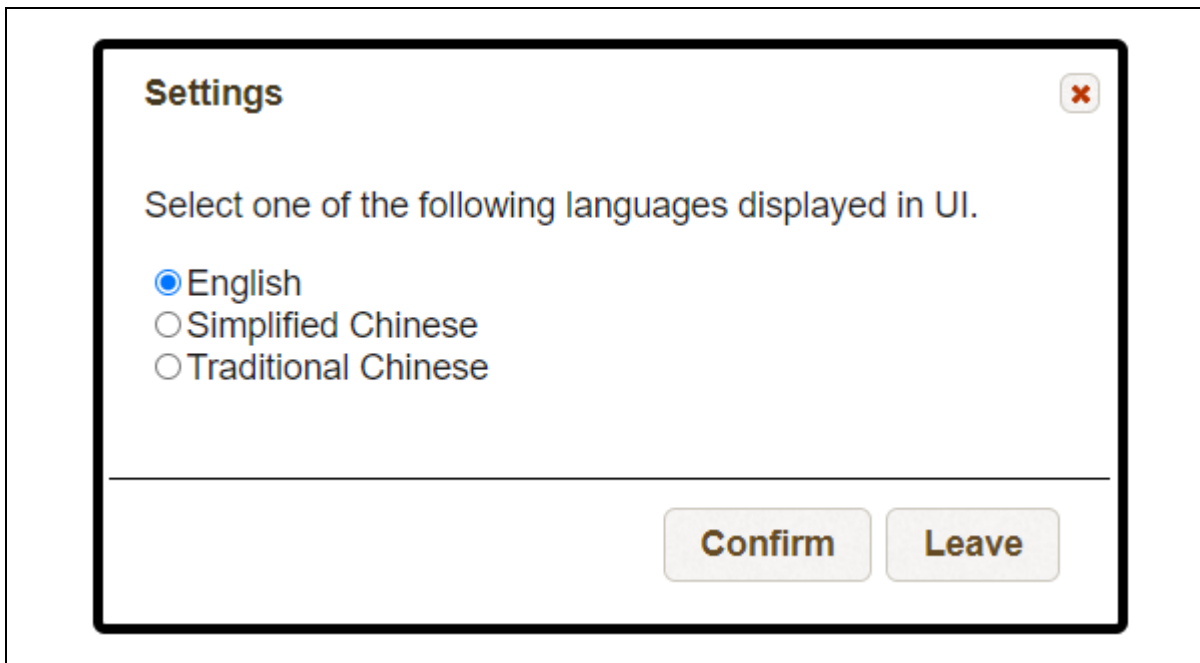 Settings
Select one of the following languages displayed in UI.
English
Simplified Chinese
Traditional Chinese
Confirm Leave